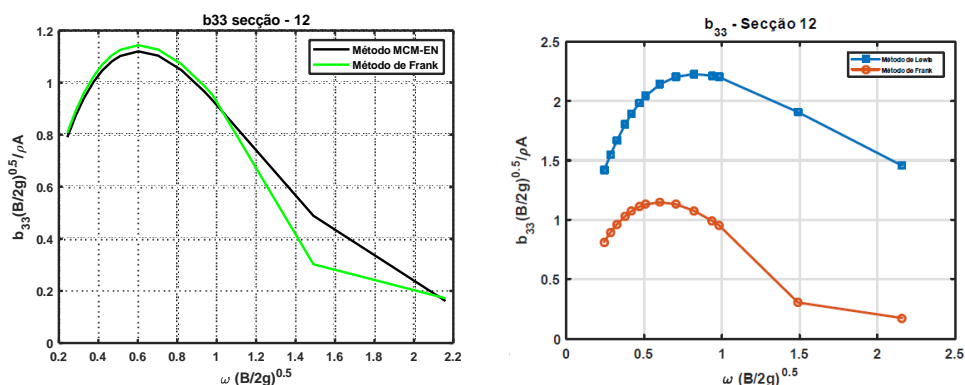 b33 secção - 12
1.2
1
0.8
0.6
0.4
0.2
0
0.2 0.4 0.6 0.8 1 1.2 1.4 1.6 1.8 2 2.2
b33(B/2g)^0.5/ρA
ω (B/2g)^0.5
Método MCM-EN
Método de Frank
b33 - Secção 12
2.5
2
1.5
1
0.5
0
0 0.5 1 1.5 2 2.5
b33(B/2g)^0.5/ρA
ω (B/2g)^0.5
Método de Lewis
Método de Frank